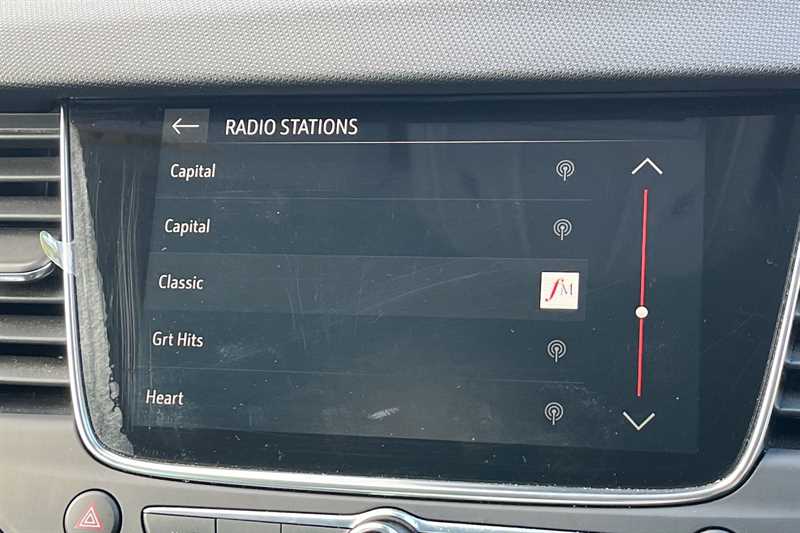 RADIO STATIONS
Capital
Capital
Classic
fM
Grt Hits
Heart